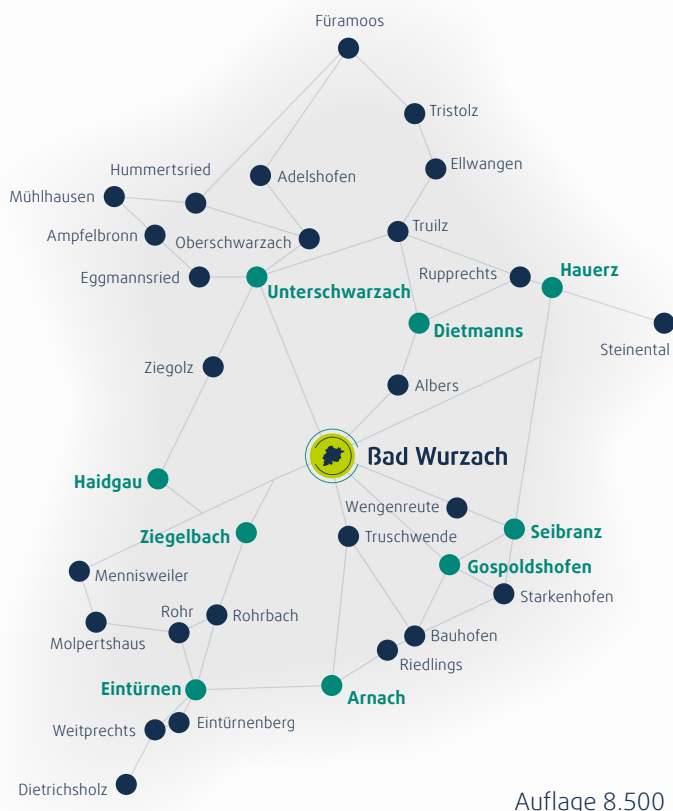 Füramoos
Tristolz
Ellwangen
Hummertsried
Adelshofen
Mühlhausen
Truilz
Ampfelbronn
Oberschwarzach
Eggmannsried
Rupprechts
Hauerz
Unterschwarzach
Dietmanns
Steinental
Ziegolz
Albers
Bad Wurzach
Haidgau
Wengenreute
Ziegelbach
Truschwende
Seibranz
Gospoldshofen
Mennisweiler
Starkenhofen
Rohr
Rohrbach
Molpertshaus
Bauhofen
Riedlings
Eintürnen
Arnach
Weitprechts
Eintürnenberg
Dietrichsholz
Auflage 8.500